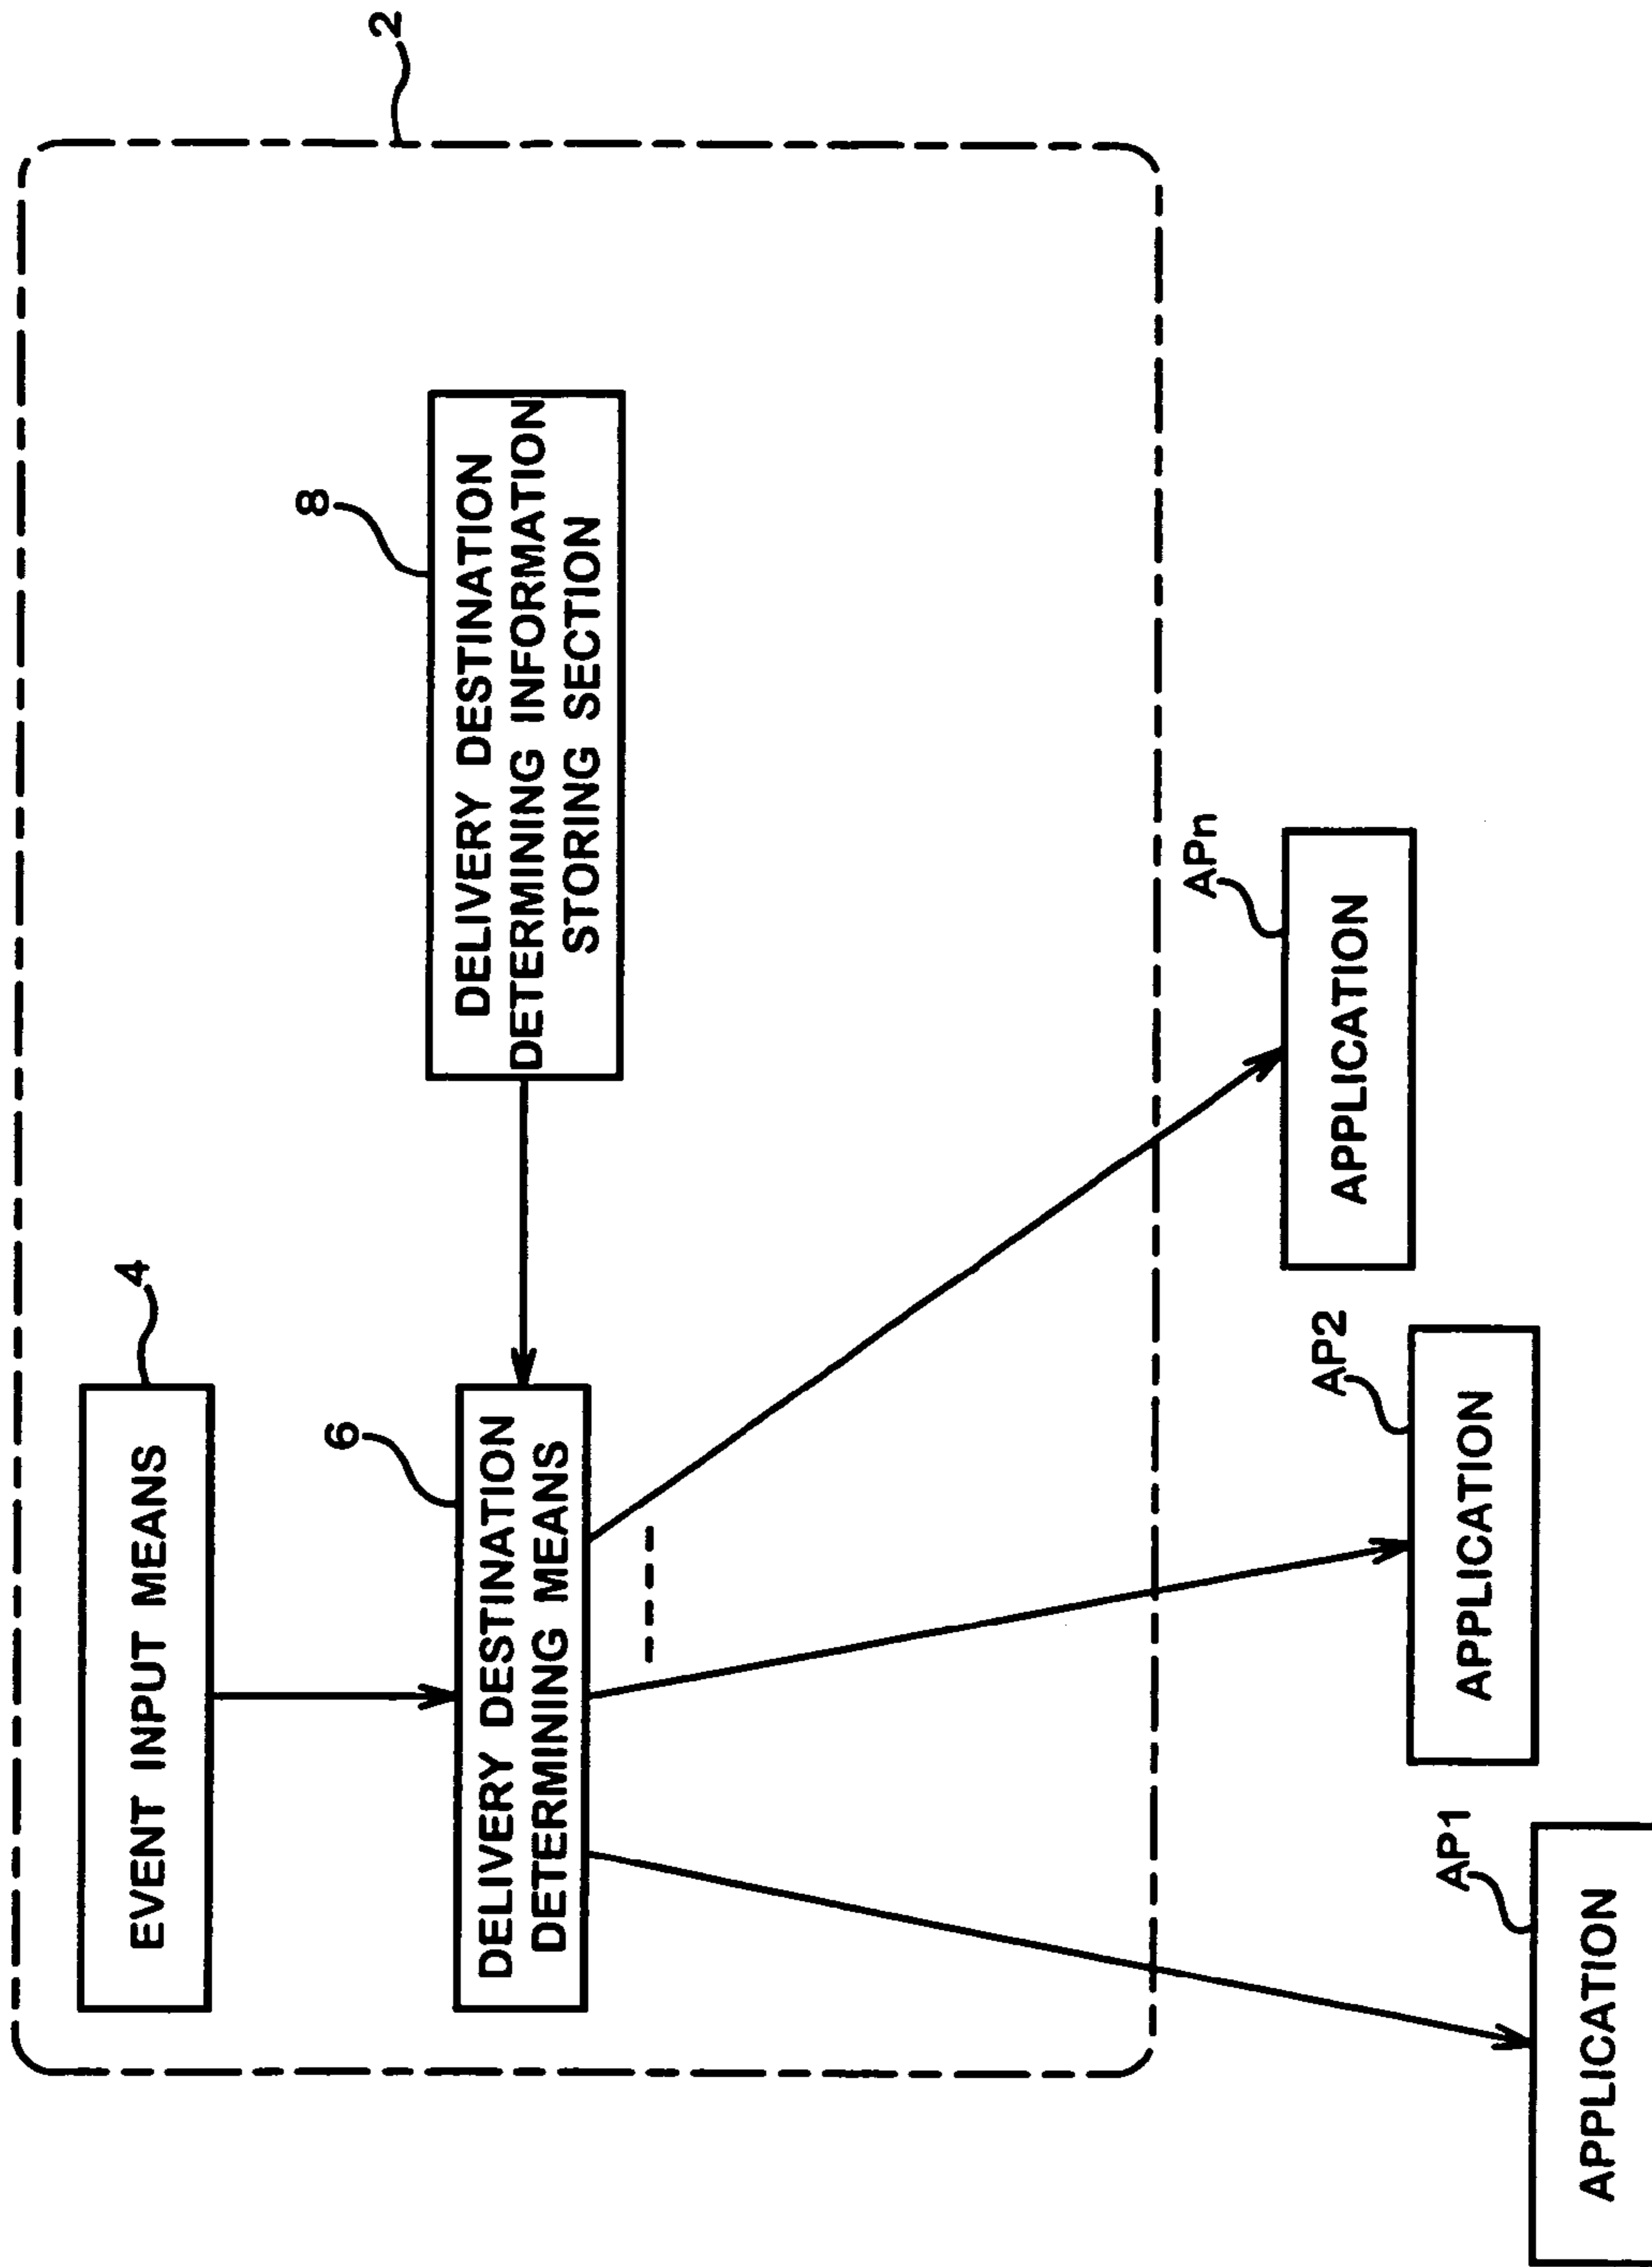 2
4
EVENT INPUT MEANS
6
DELIVERY DESTINATION
DETERMINING MEANS
8
DELIVERY DESTINATION
DETERMINING INFORMATION
STORING SECTION
AP1
APPLICATION
AP2
APPLICATION
APn
APPLICATION